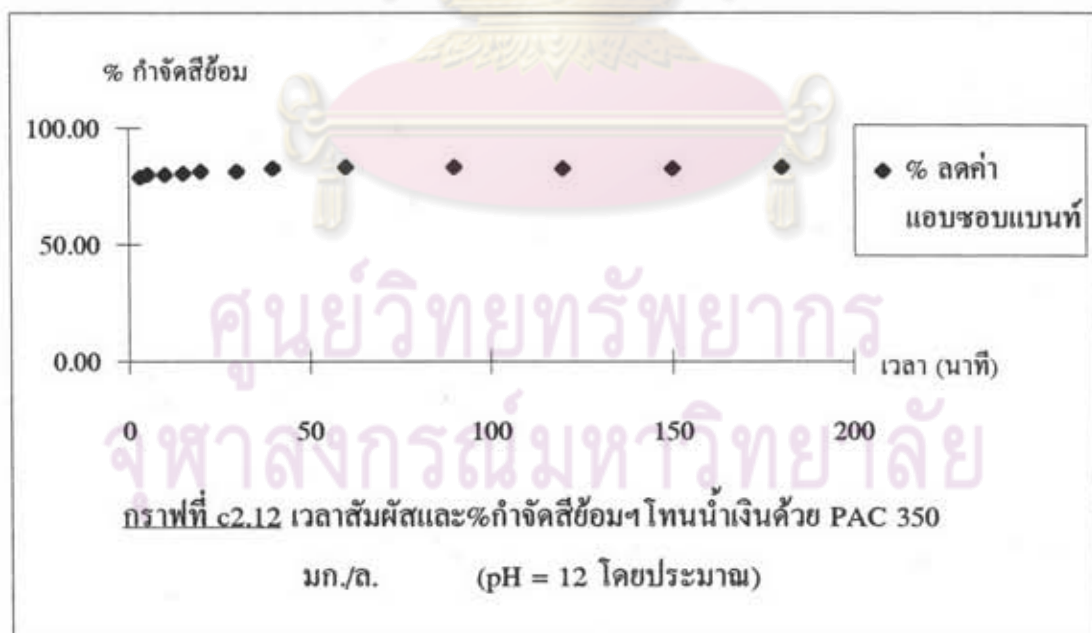 % กำจัดสีย้อม
100.00
50.00
0.00
◆ % ลดค่า
แอบซอบแบนท์
เวลา (นาที)
0 50 100 150 200
ศูนย์วิทยทรัพยากร
จุฬาลงกรณ์มหาวิทยาลัย
กราฟที่ c2.12 เวลาสัมผัสและ%กำจัดสีย้อมฯโทนน้ำเงินด้วย PAC 350
มก./ล. (pH = 12 โดยประมาณ)